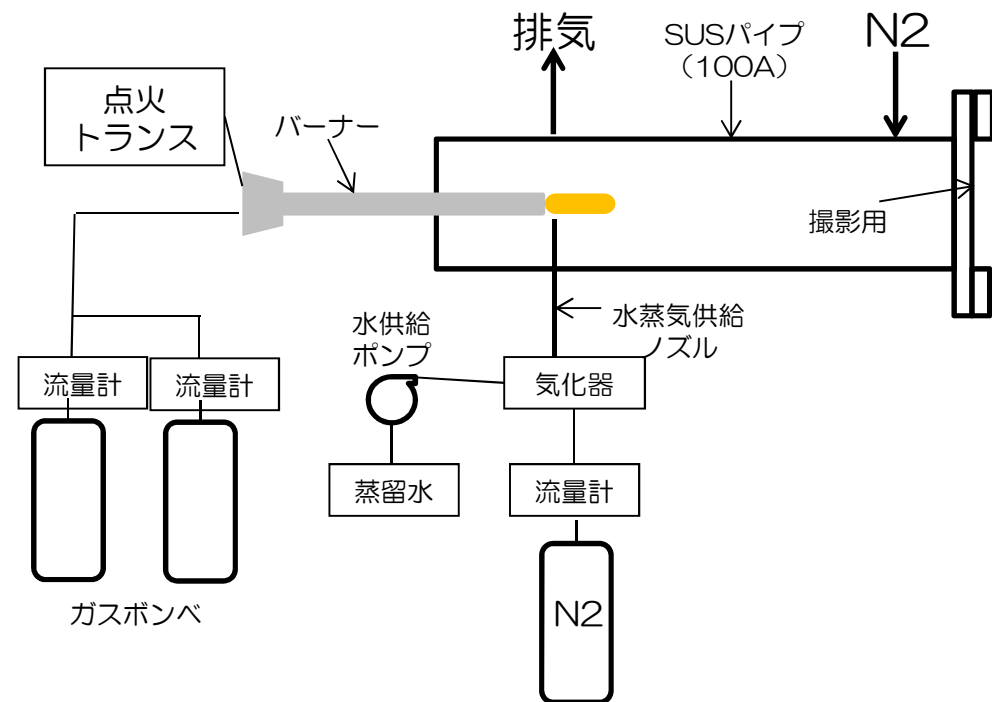 排気
SUSパイプ
（100A）
N2
点火
トランス
バーナー
撮影用
水供給
ポンプ
水蒸気供給
ノズル
流量計
流量計
気化器
蒸留水
流量計
ガスボンベ
N2